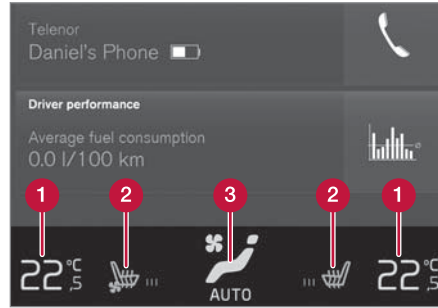 Telenor
Daniel's Phone
Driver performance
Average fuel consumption
0.0 l/100 km
1 2 3 2 1
22 °C ,5 22 °C ,5
AUTO